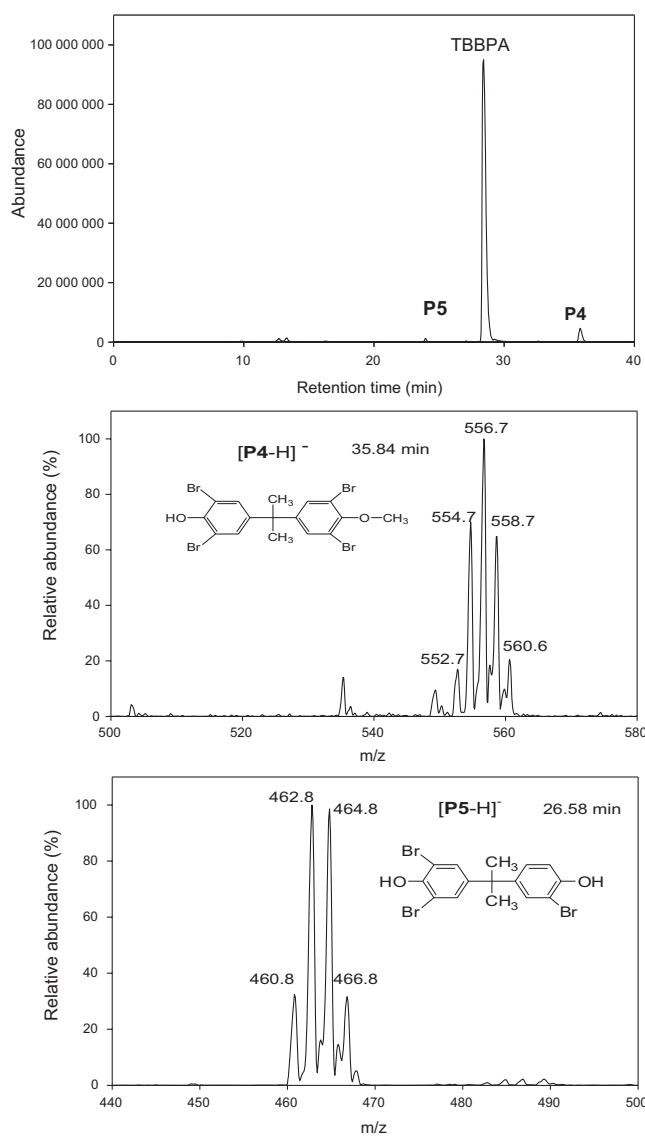 100 000 000
80 000 000
60 000 000
40 000 000
20 000 000
0
Abundance
TBBPA
P5
P4
0 10 20 30 40
Retention time (min)
100
80
60
40
20
0
Relative abundance (%)
[P4-H]⁻ 35.84 min
556.7
554.7
558.7
552.7
560.6
Br CH₃ Br
HO O—CH₃
CH₃
Br Br
500 520 540 560 580
m/z
100
80
60
40
20
0
Relative abundance (%)
462.8
464.8
[P5-H]⁻ 26.58 min
460.8
466.8
Br CH₃
HO OH
CH₃
Br Br
440 450 460 470 480 490 500
m/z